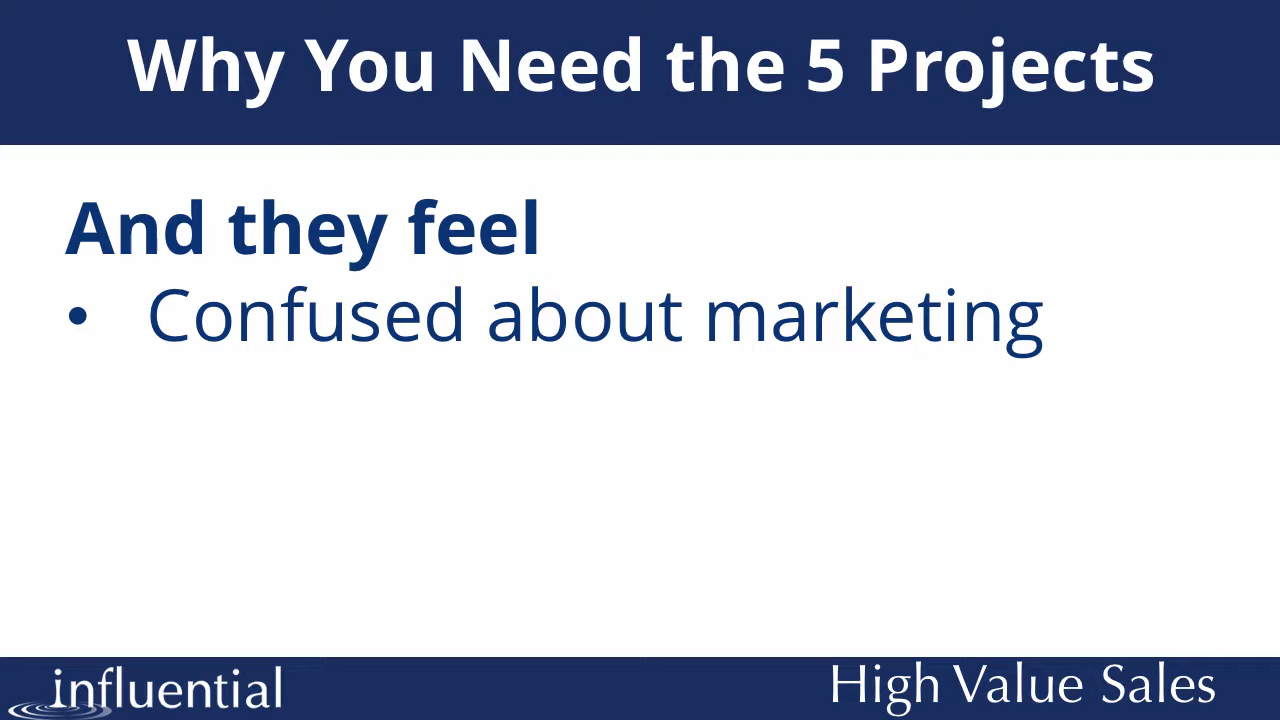 Why You Need the 5 Projects
And they feel
• Confused about marketing
influential
High Value Sales